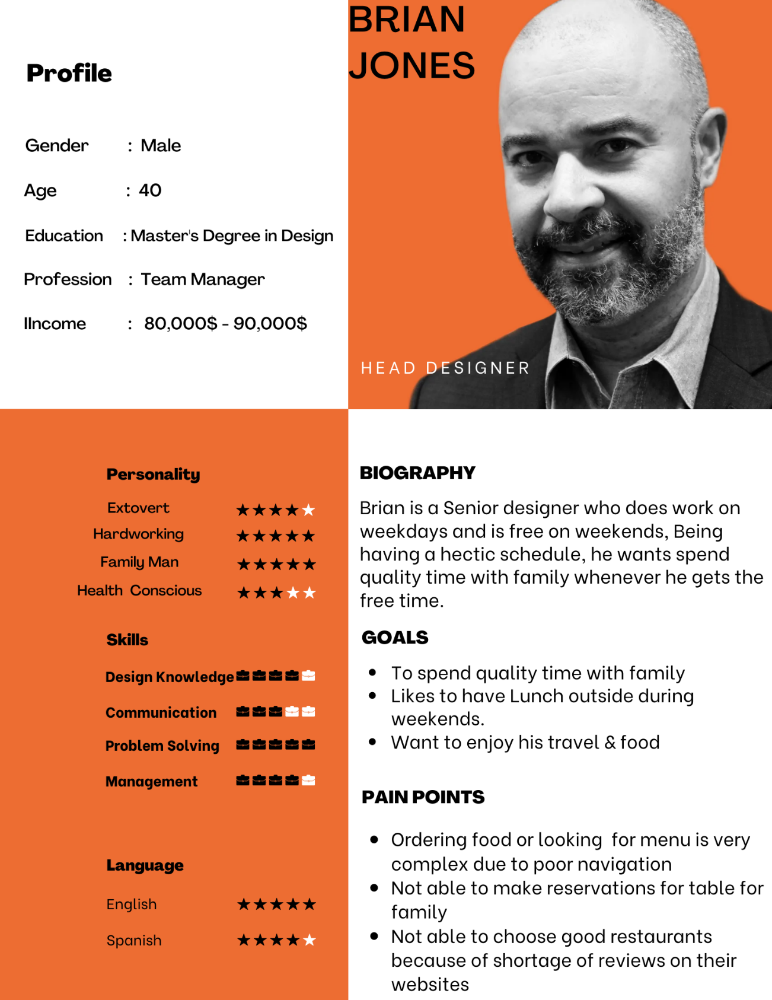 Profile
Gender : Male
Age : 40
Education : Master's Degree in Design
Profession : Team Manager
IIncome : 80,000$ - 90,000$
BRIAN
JONES
HEAD DESIGNER
Personality
Extovert
Hardworking
Family Man
Health Conscious
Skills
Design Knowledge
Communication
Problem Solving
Management
Language
English
Spanish
BIOGRAPHY
Brian is a Senior designer who does work on
weekdays and is free on weekends, Being
having a hectic schedule, he wants spend
quality time with family whenever he gets the
free time.
GOALS
• To spend quality time with family
• Likes to have Lunch outside during
weekends.
• Want to enjoy his travel & food
PAIN POINTS
• Ordering food or looking for menu is very
complex due to poor navigation
• Not able to make reservations for table for
family
• Not able to choose good restaurants
because of shortage of reviews on their
websites